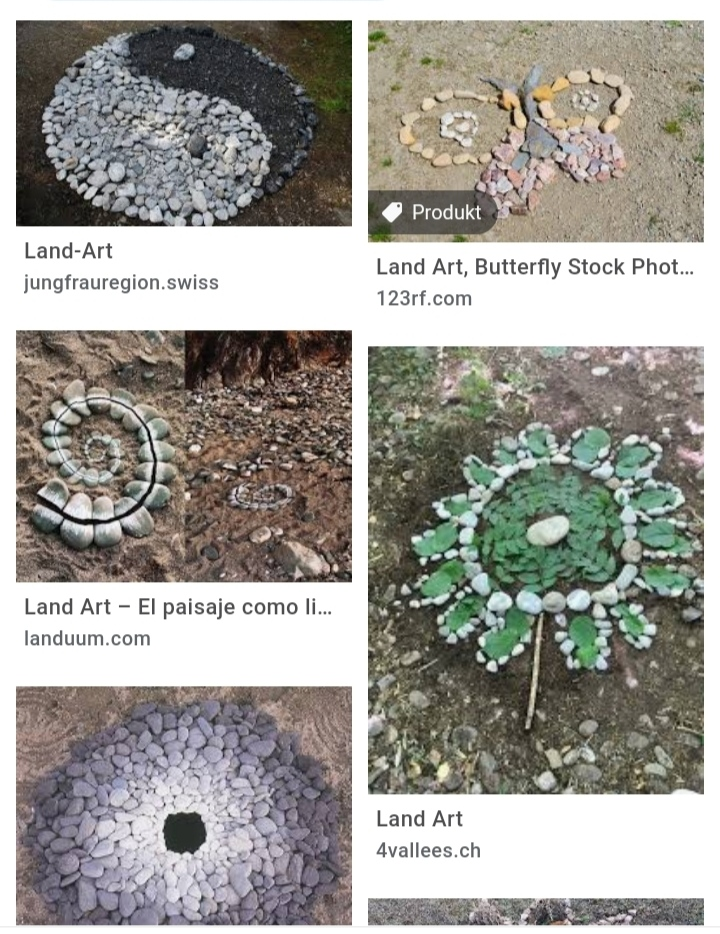 Land-Art
jungfrauregion.swiss
Produkt
Land Art, Butterfly Stock Phot...
123rf.com
Land Art – El paisaje como li...
landuum.com
Land Art
4vallees.ch